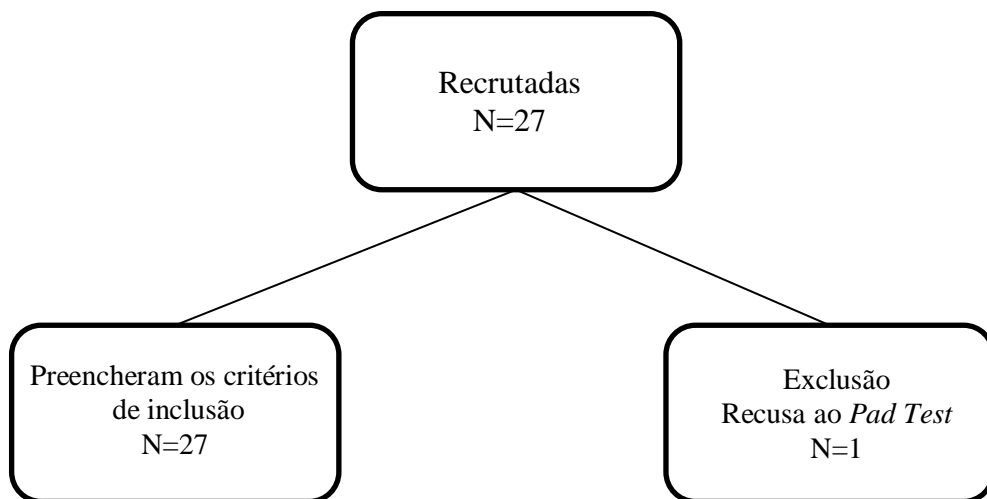 Recrutadas
N=27
Preencheram os critérios
de inclusão
N=27
Exclusão
Recusa ao Pad Test
N=1